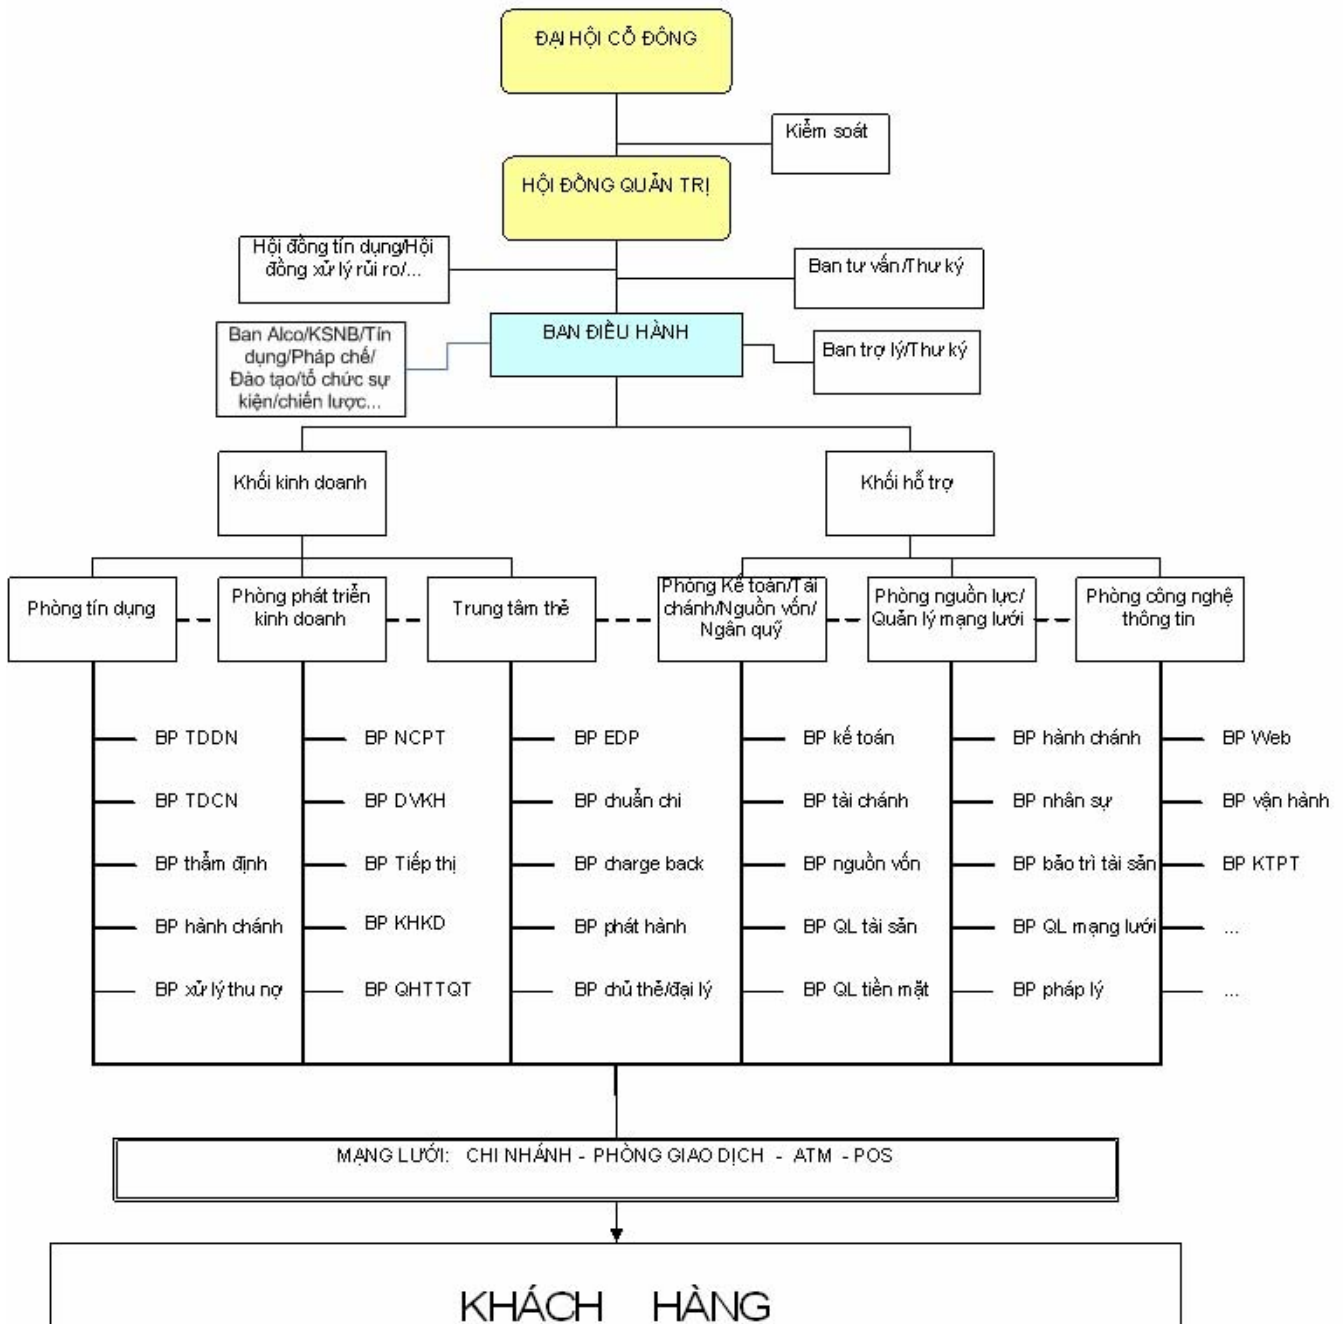 ĐẠI HỘI CỔ ĐÔNG
Kiểm soát
HỘI ĐỒNG QUẢN TRỊ
Hội đồng tín dụng/Hội
đồng xử lý rủi ro/...
Ban tư vấn/Thư ký
BAN ĐIỀU HÀNH
Ban Alco/KSNB/Tín
dụng/Pháp chế/
Đào tạo/tổ chức sự
kiện/chiến lược...
Ban trợ lý/Thư ký
Khối kinh doanh
Khối hỗ trợ
Phòng tín dụng
Phòng phát triển
kinh doanh
Trung tâm thẻ
Phòng Kế toán/Tài
chánh/Nguồn vốn/
Ngân quỹ
Phòng nguồn lực/
Quản lý mạng lưới
Phòng công nghệ
thông tin
BP TDDN
BP NCPT
BP EDP
BP kế toán
BP hành chánh
BP Web
BP TDCN
BP DVKH
BP chuẩn chi
BP tài chánh
BP nhân sự
BP vận hành
BP thẩm định
BP Tiếp thị
BP charge back
BP nguồn vốn
BP bảo trì tài sản
BP KTPT
BP hành chánh
BP KHKD
BP phát hành
BP QL tài sản
BP QL mạng lưới
...
BP xử lý thu nợ
BP QHTTQT
BP chủ thẻ/đại lý
BP QL tiền mặt
BP pháp lý
...
MẠNG LƯỚI: CHI NHÁNH - PHÒNG GIAO DỊCH - ATM - POS
KHÁCH HÀNG